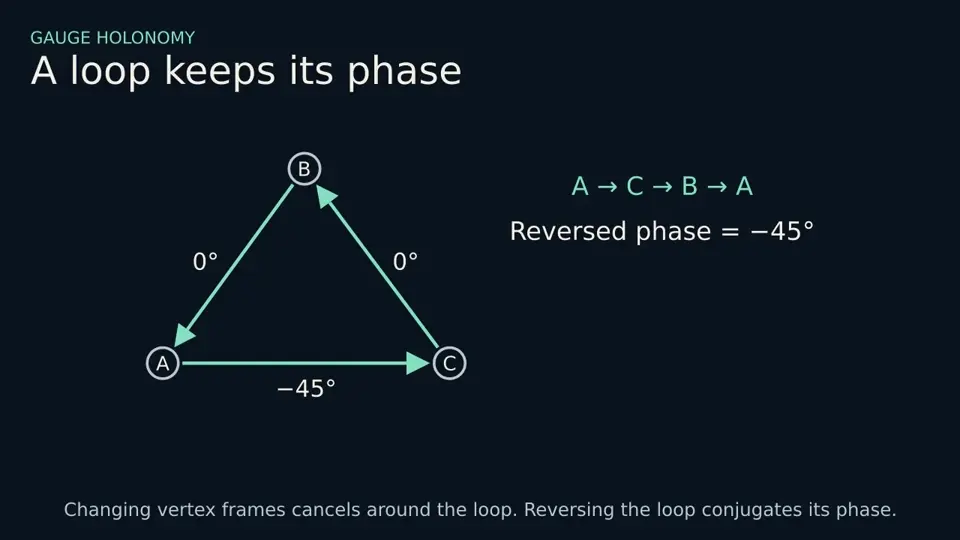 GAUGE HOLONOMY
A loop keeps its phase
B
A → C → B → A
Reversed phase = −45°
0°
0°
A
C
−45°
Changing vertex frames cancels around the loop. Reversing the loop conjugates its phase.